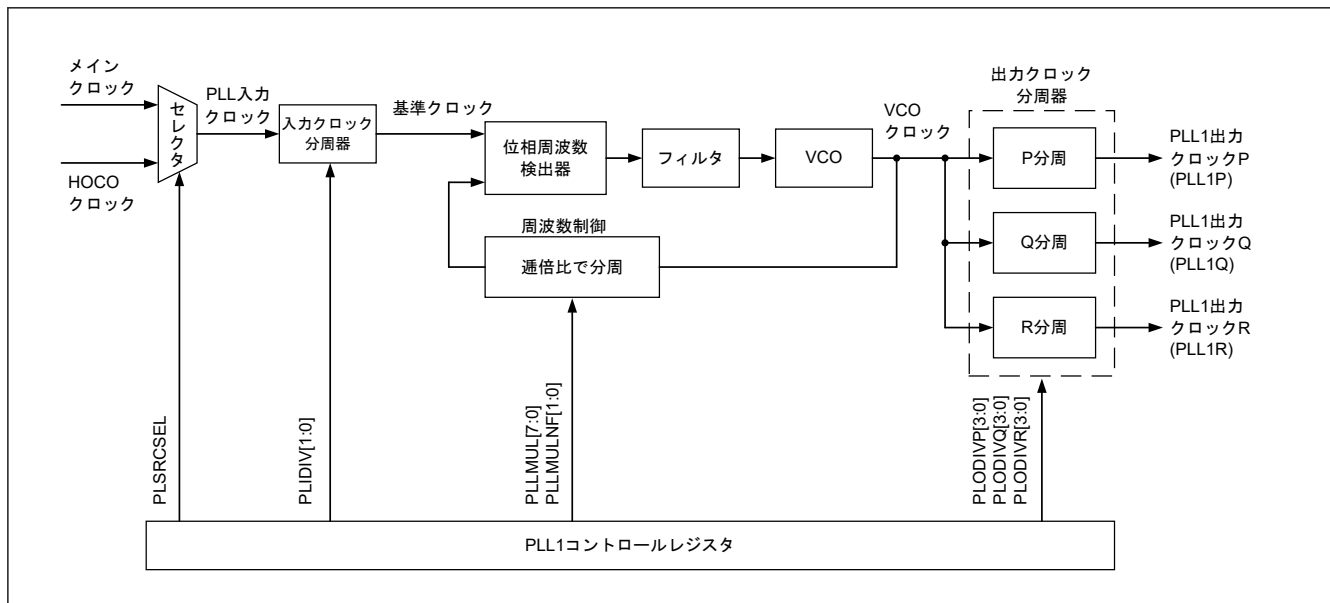 メイン
クロック
HOCO
クロック
セレクタ
PLL入力
クロック
入力クロック
分周器
基準クロック
位相周波数
検出器
フィルタ
VCO
VCO
クロック
周波数制御
逓倍比で分周
出力クロック
分周器
P分周
Q分周
R分周
PLL1出力
クロックP
(PLL1P)
PLL1出力
クロックQ
(PLL1Q)
PLL1出力
クロックR
(PLL1R)
PLSRCSEL
PLIDIV[1:0]
PLLMUL[7:0]
PLLMULNF[1:0]
PLODIVP[3:0]
PLODIVQ[3:0]
PLODIVR[3:0]
PLL1コントロールレジスタ